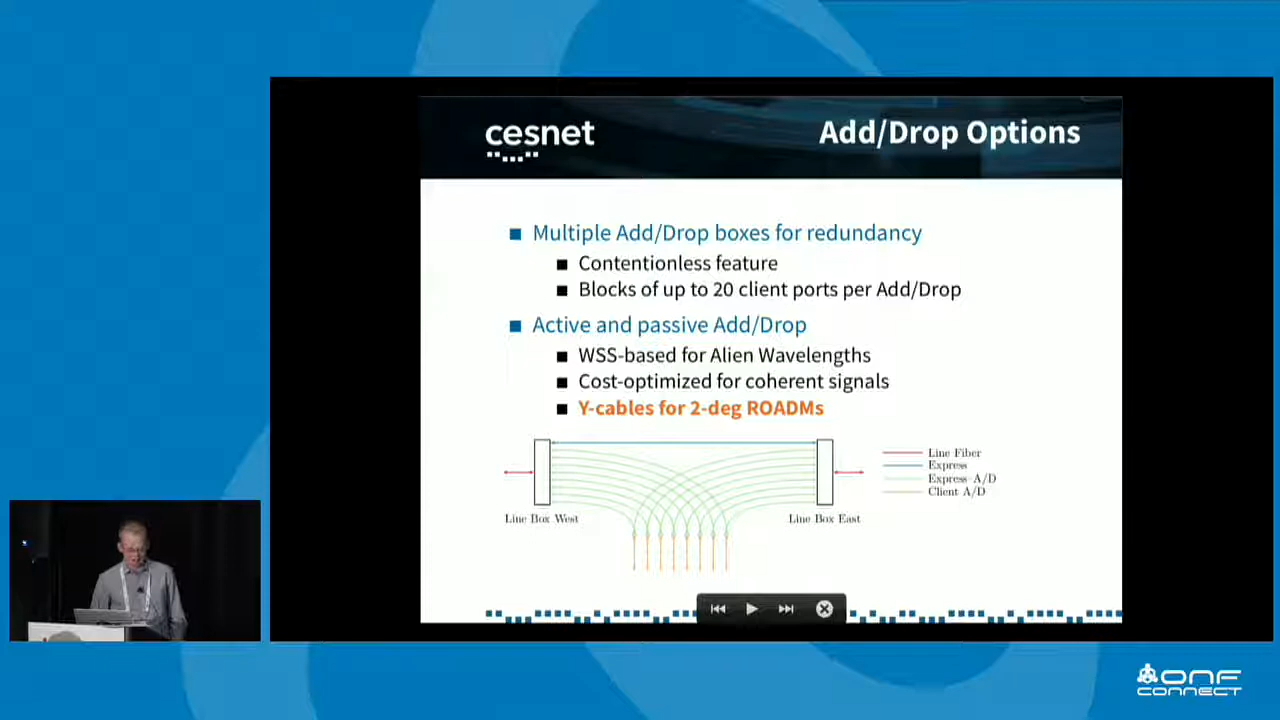 cesnet
Add/Drop Options
Multiple Add/Drop boxes for redundancy
Contentionless feature
Blocks of up to 20 client ports per Add/Drop
Active and passive Add/Drop
WSS-based for Alien Wavelengths
Cost-optimized for coherent signals
Y-cables for 2-deg ROADMs
Line Box West
Line Box East
Line Fiber
Express
Express A/D
Client A/D
ONF
CONNECT